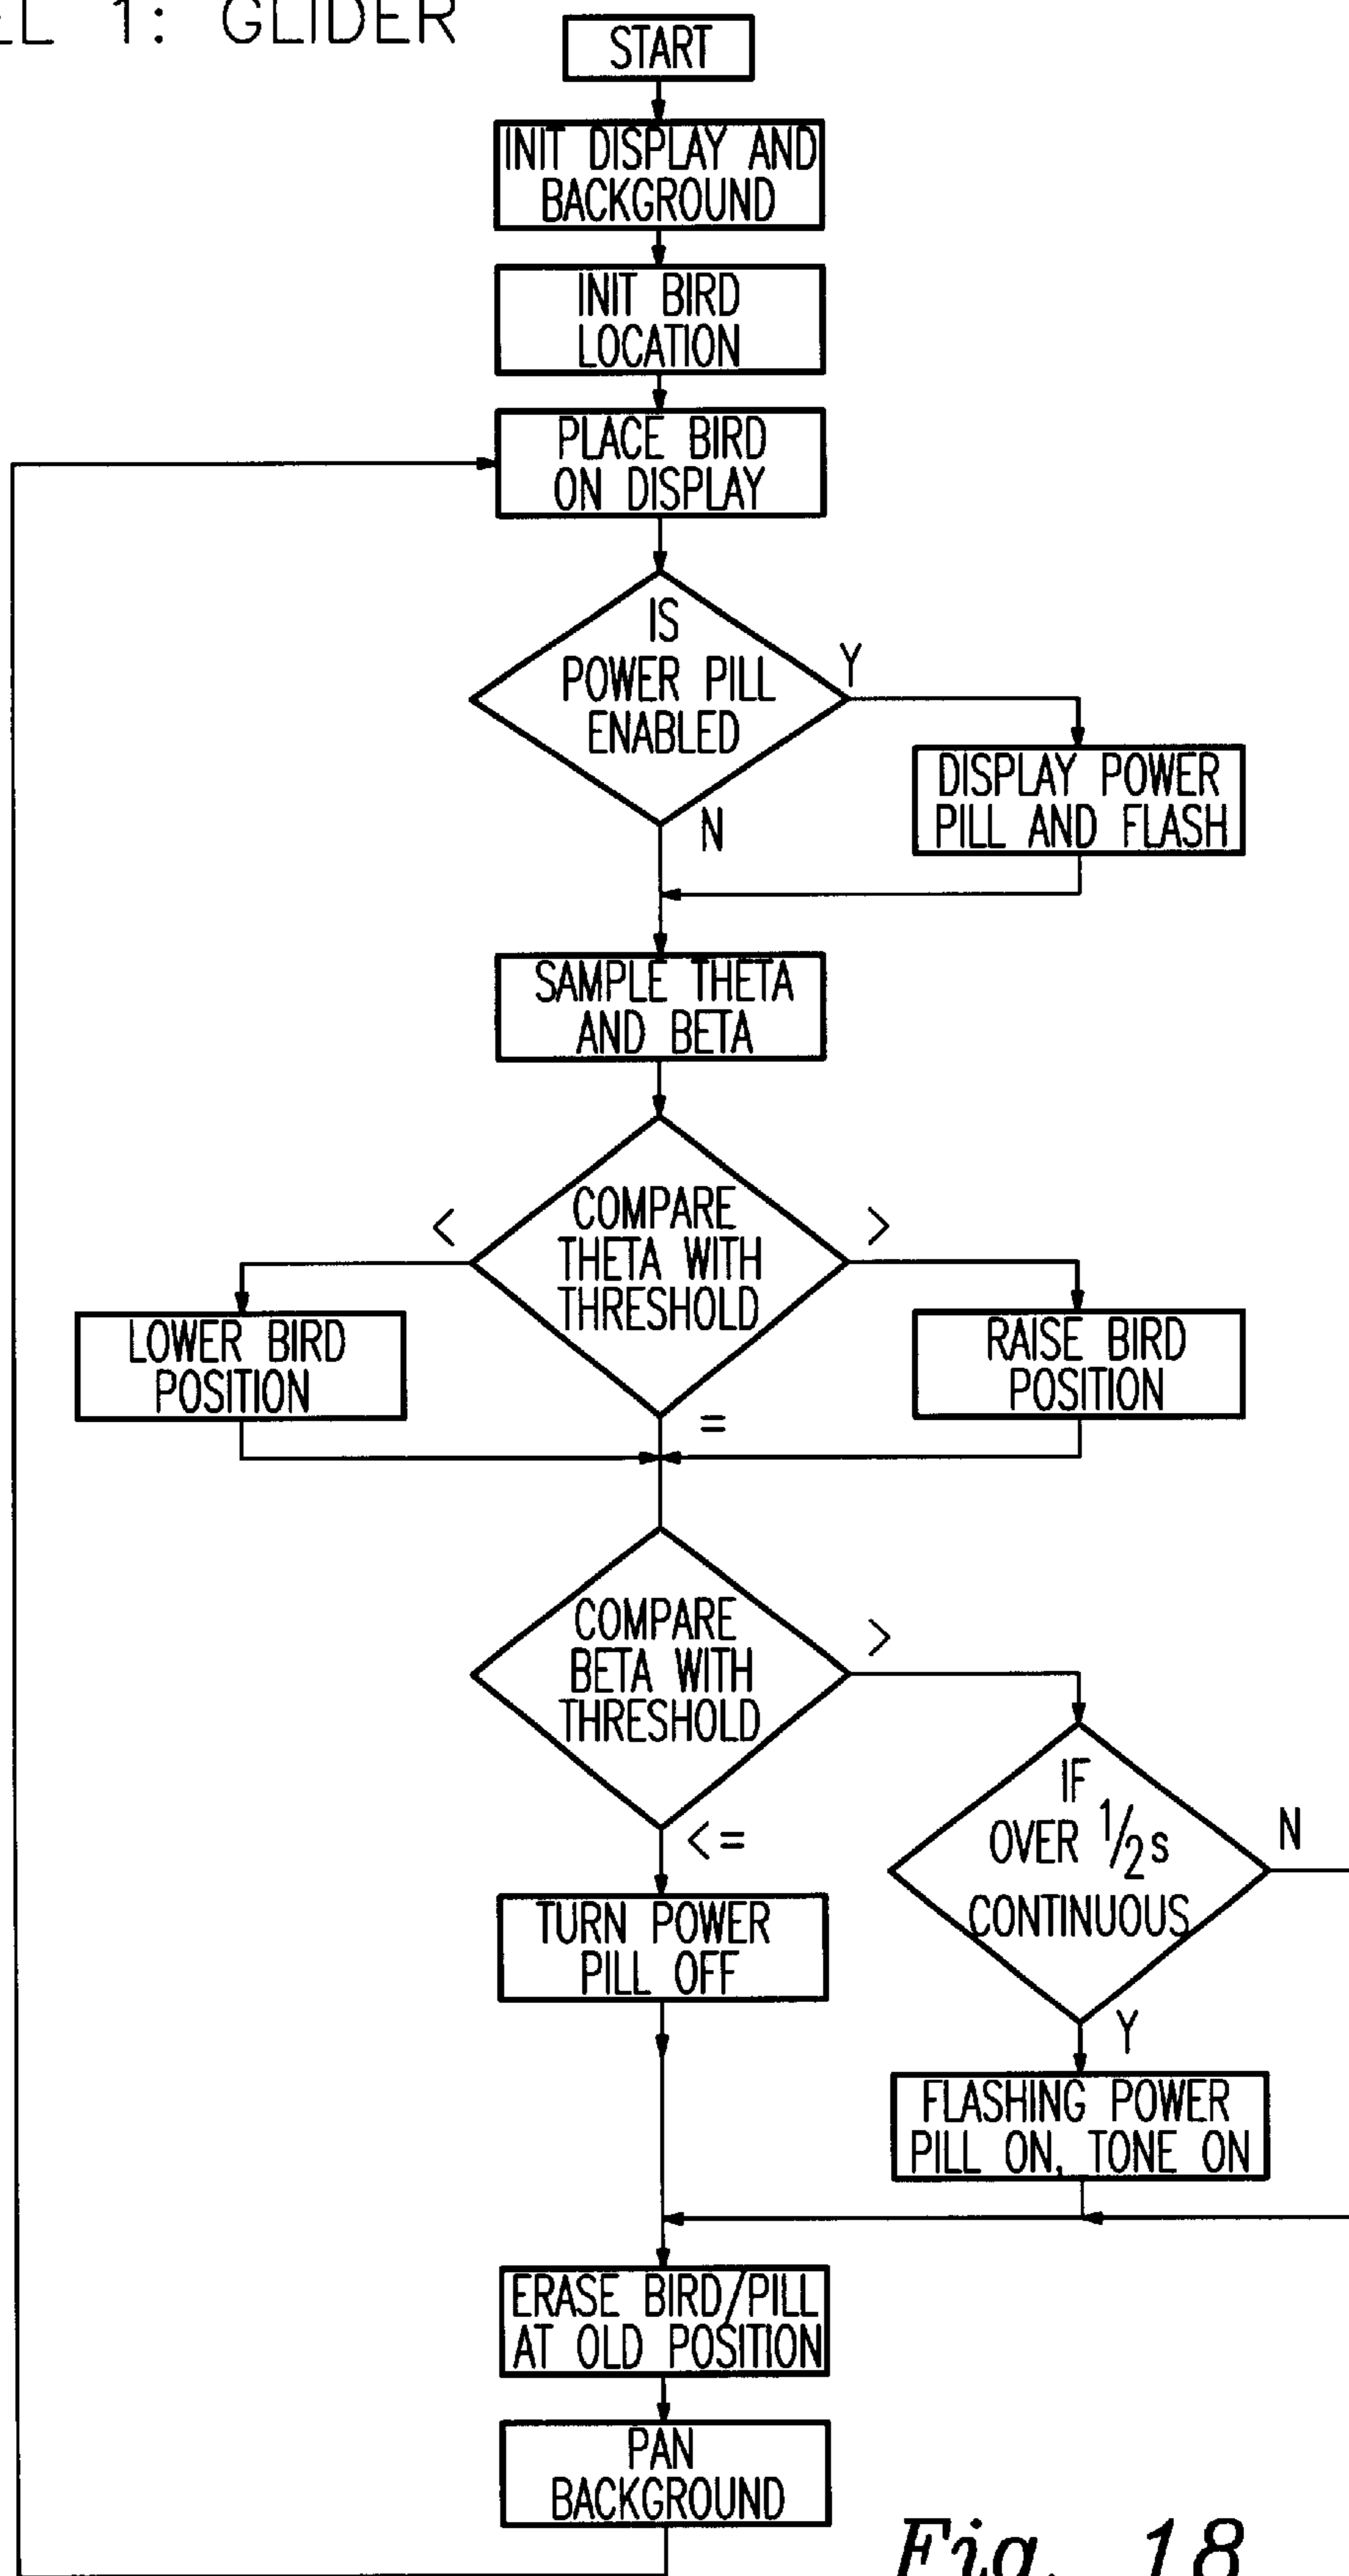 1: GLIDER
START
INIT DISPLAY AND
BACKGROUND
INIT BIRD
LOCATION
PLACE BIRD
ON DISPLAY
IS
POWER PILL
ENABLED
Y
N
DISPLAY POWER
PILL AND FLASH
SAMPLE THETA
AND BETA
COMPARE
THETA WITH
THRESHOLD
<
>
=
LOWER BIRD
POSITION
RAISE BIRD
POSITION
COMPARE
BETA WITH
THRESHOLD
>
<=
IF
OVER 1/2s
CONTINUOUS
N
Y
TURN POWER
PILL OFF
FLASHING POWER
PILL ON, TONE ON
ERASE BIRD/PILL
AT OLD POSITION
PAN
BACKGROUND
Fig. 18